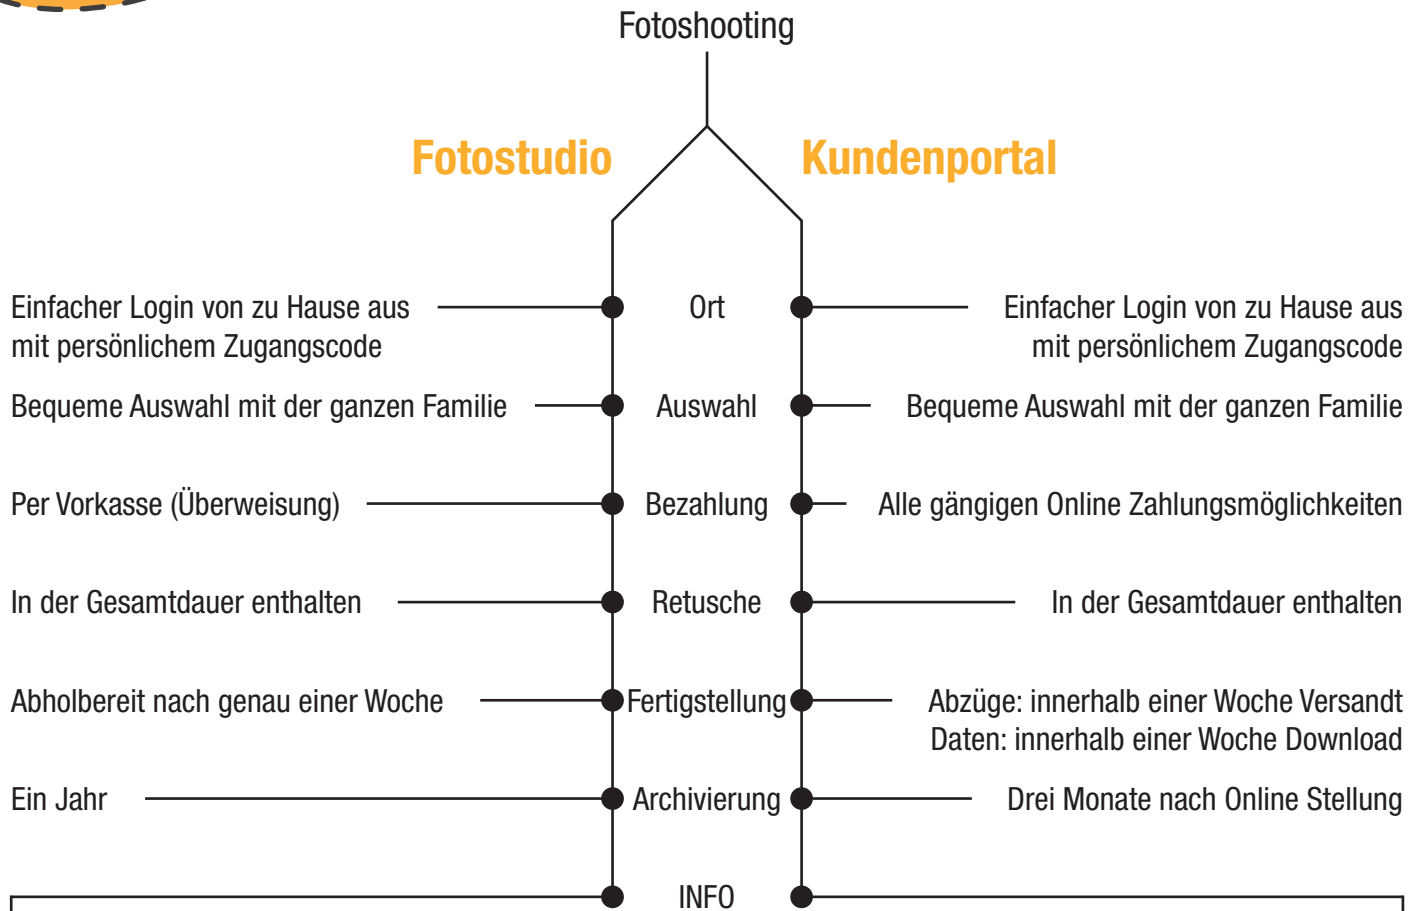 Fotoshooting
Fotostudio
Kundenportal
Einfacher Login von zu Hause aus
mit persönlichem Zugangscode
Ort
Einfacher Login von zu Hause aus
mit persönlichem Zugangscode
Bequeme Auswahl mit der ganzen Familie
Auswahl
Bequeme Auswahl mit der ganzen Familie
Per Vorkasse (Überweisung)
Bezahlung
Alle gängigen Online Zahlungsmöglichkeiten
In der Gesamtdauer enthalten
Retusche
In der Gesamtdauer enthalten
Abholbereit nach genau einer Woche
Fertigstellung
Abzüge: innerhalb einer Woche Versandt
Daten: innerhalb einer Woche Download
Ein Jahr
Archivierung
Drei Monate nach Online Stellung
INFO